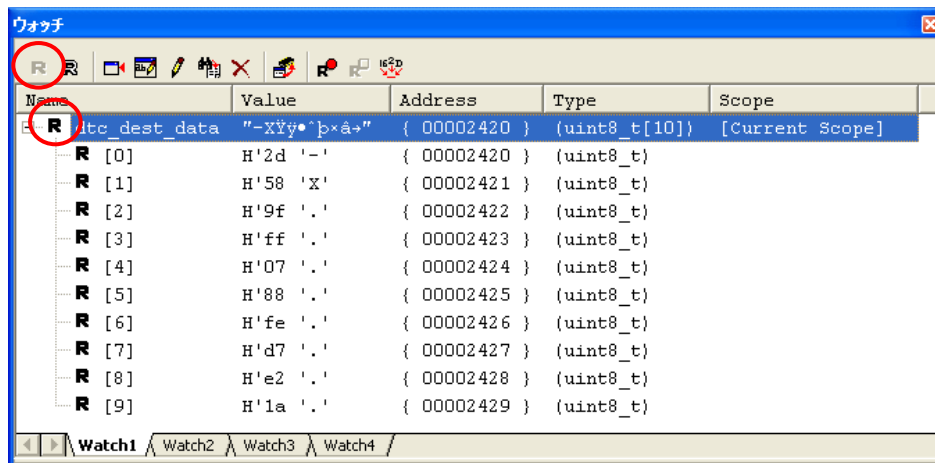 ウォッチ
R R R R 16 2D
Name Value Address Type Scope
R dtc_dest_data "-XŸÿ•ˆþ×â→" { 00002420 } (uint8_t[10]) [Current Scope]
R [0] H'2d '-' { 00002420 } (uint8_t)
R [1] H'58 'X' { 00002421 } (uint8_t)
R [2] H'9f '.' { 00002422 } (uint8_t)
R [3] H'ff '.' { 00002423 } (uint8_t)
R [4] H'07 '.' { 00002424 } (uint8_t)
R [5] H'88 '.' { 00002425 } (uint8_t)
R [6] H'fe '.' { 00002426 } (uint8_t)
R [7] H'd7 '.' { 00002427 } (uint8_t)
R [8] H'e2 '.' { 00002428 } (uint8_t)
R [9] H'1a '.' { 00002429 } (uint8_t)
Watch1 Watch2 Watch3 Watch4